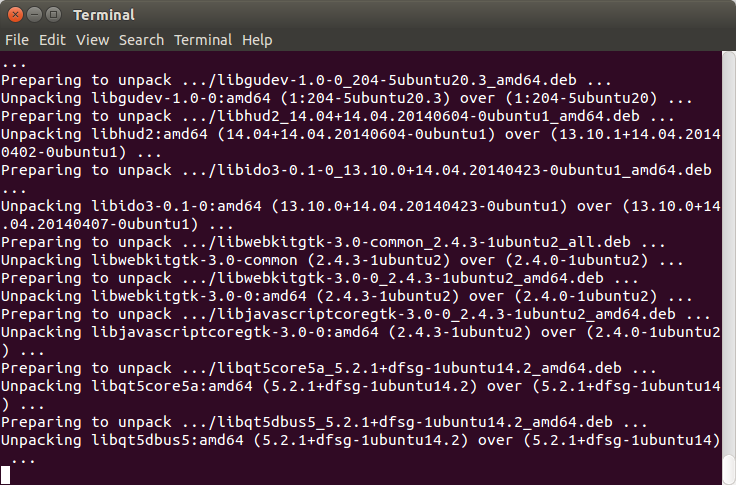 Terminal
File Edit View Search Terminal Help
...
Preparing to unpack .../libgudev-1.0-0_204-5ubuntu20.3_amd64.deb ...
Unpacking libgudev-1.0-0:amd64 (1:204-5ubuntu20.3) over (1:204-5ubuntu20) ...
Preparing to unpack .../libhud2_14.04+14.04.20140604-0ubuntu1_amd64.deb ...
Unpacking libhud2:amd64 (14.04+14.04.20140604-0ubuntu1) over (13.10.1+14.04.2014
0402-0ubuntu1) ...
Preparing to unpack .../libido3-0.1-0_13.10.0+14.04.20140423-0ubuntu1_amd64.deb
...
Unpacking libido3-0.1-0:amd64 (13.10.0+14.04.20140423-0ubuntu1) over (13.10.0+14
.04.20140407-0ubuntu1) ...
Preparing to unpack .../libwebkitgtk-3.0-common_2.4.3-1ubuntu2_all.deb ...
Unpacking libwebkitgtk-3.0-common (2.4.3-1ubuntu2) over (2.4.0-1ubuntu2) ...
Preparing to unpack .../libwebkitgtk-3.0-0_2.4.3-1ubuntu2_amd64.deb ...
Unpacking libwebkitgtk-3.0-0:amd64 (2.4.3-1ubuntu2) over (2.4.0-1ubuntu2) ...
Preparing to unpack .../libjavascriptcoregtk-3.0-0_2.4.3-1ubuntu2_amd64.deb ...
Unpacking libjavascriptcoregtk-3.0-0:amd64 (2.4.3-1ubuntu2) over (2.4.0-1ubuntu2
) ...
Preparing to unpack .../libqt5core5a_5.2.1+dfsg-1ubuntu14.2_amd64.deb ...
Unpacking libqt5core5a:amd64 (5.2.1+dfsg-1ubuntu14.2) over (5.2.1+dfsg-1ubuntu14
) ...
Preparing to unpack .../libqt5dbus5_5.2.1+dfsg-1ubuntu14.2_amd64.deb ...
Unpacking libqt5dbus5:amd64 (5.2.1+dfsg-1ubuntu14.2) over (5.2.1+dfsg-1ubuntu14)
 ...